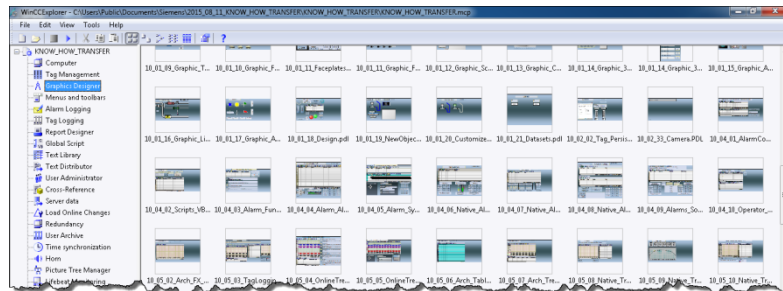 WinCCExplorer - C:\Users\Public\Documents\Siemens\2015_08_11_KNOW_HOW_TRANSFER\KNOW_HOW_TRANSFER\KNOW_HOW_TRANSFER.mcp
File Edit View Tools Help
KNOW_HOW_TRANSFER
Computer
Tag Management
Graphics Designer
Menus and toolbars
Alarm Logging
Tag Logging
Report Designer
Global Script
Text Library
Text Distributor
User Administrator
Cross-Reference
Server data
Load Online Changes
Redundancy
User Archive
Time synchronization
Horn
Picture Tree Manager
Lifebeat Monitoring
10_01_09_Graphic_T... 10_01_10_Graphic_F... 10_01_11_Faceplates... 10_01_11_Graphic_F... 10_01_12_Graphic_Sc... 10_01_13_Graphic_C... 10_01_14_Graphic_3... 10_01_14_Graphic_3... 10_01_15_Graphic_A...
10_01_16_Graphic_Li... 10_01_17_Graphic_A... 10_01_18_Design.pdl 10_01_19_NewObjec... 10_01_20_Customize... 10_01_21_Datasets.pdl 10_02_02_Tag_Persis... 10_02_33_Camera.PDL 10_04_01_AlarmCo...
10_04_02_Scripts_VB... 10_04_03_Alarm_Fun... 10_04_04_Alarm_Al... 10_04_05_Alarm_Sy... 10_04_06_Native_Al... 10_04_07_Native_Al... 10_04_08_Native_Al... 10_04_09_Alarms_So... 10_04_10_Operator_...
10_05_02_Arch_FX_... 10_05_03_TagLoggin... 10_05_04_OnlineTre... 10_05_05_OnlineTre... 10_05_06_Arch_Tabl... 10_05_07_Arch_Tre... 10_05_08_Native_Tr... 10_05_09_Native_Tr... 10_05_10_Native_Tr...